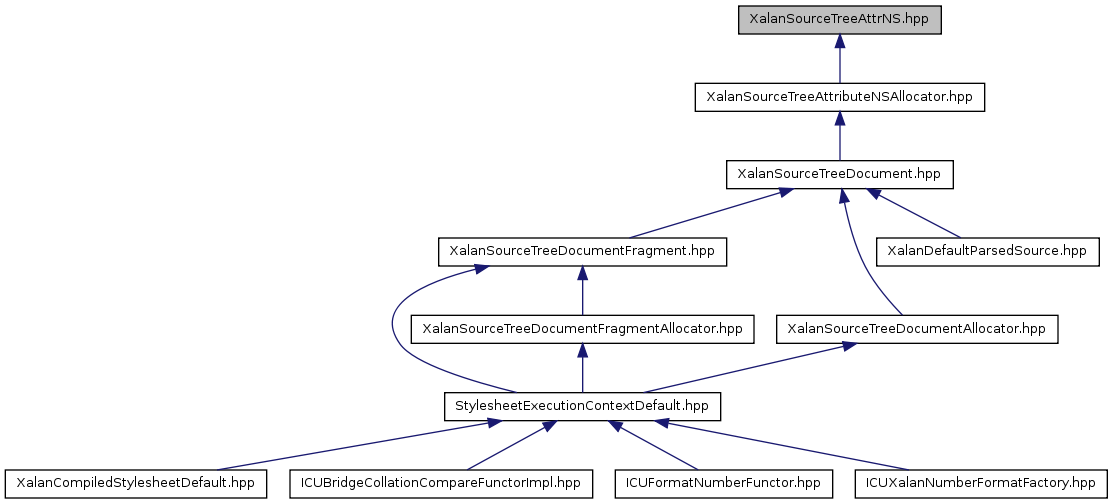 XalanSourceTreeAttrNS.hpp
XalanSourceTreeAttributeNSAllocator.hpp
XalanSourceTreeDocument.hpp
XalanSourceTreeDocumentFragment.hpp
XalanDefaultParsedSource.hpp
XalanSourceTreeDocumentFragmentAllocator.hpp
XalanSourceTreeDocumentAllocator.hpp
StylesheetExecutionContextDefault.hpp
XalanCompiledStylesheetDefault.hpp
ICUBridgeCollationCompareFunctorImpl.hpp
ICUFormatNumberFunctor.hpp
ICUXalanNumberFormatFactory.hpp